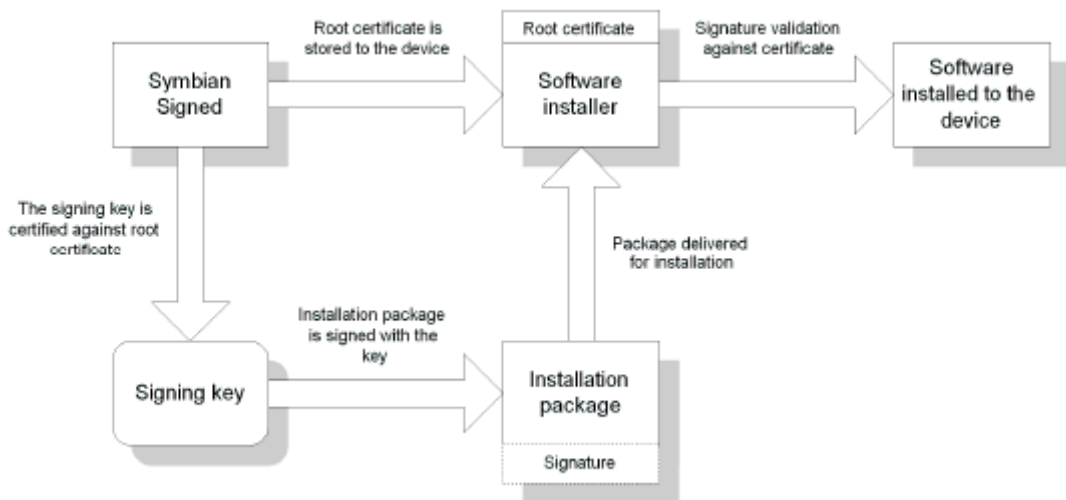 Root certificate is
stored to the device
Root certificate
Signature validation
against certificate
Symbian
Signed
Software
installer
Software
installed to the
device
The signing key is
certified against root
certificate
Package delivered
for installation
Installation package
is signed with the
key
Signing key
Installation
package
Signature